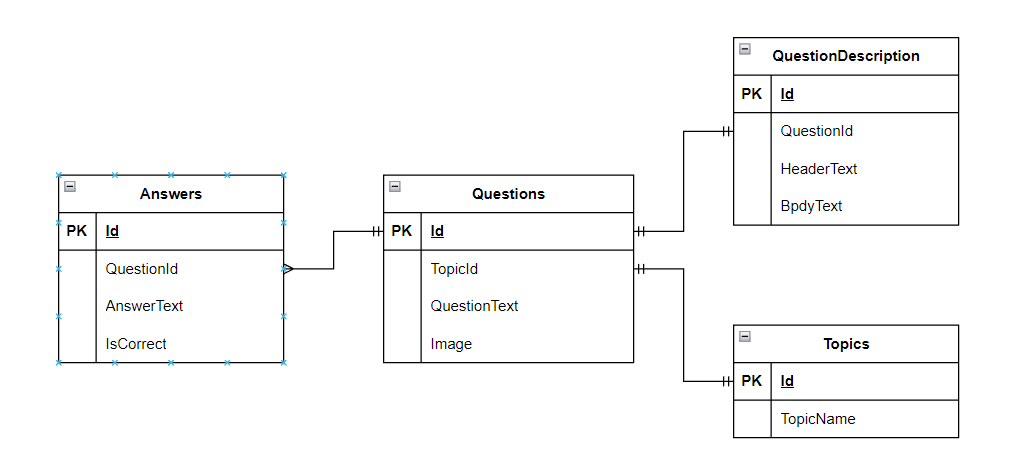 QuestionDescription
PK Id
QuestionId
HeaderText
BpdyText
Answers
PK Id
QuestionId
AnswerText
IsCorrect
Questions
PK Id
TopicId
QuestionText
Image
Topics
PK Id
TopicName